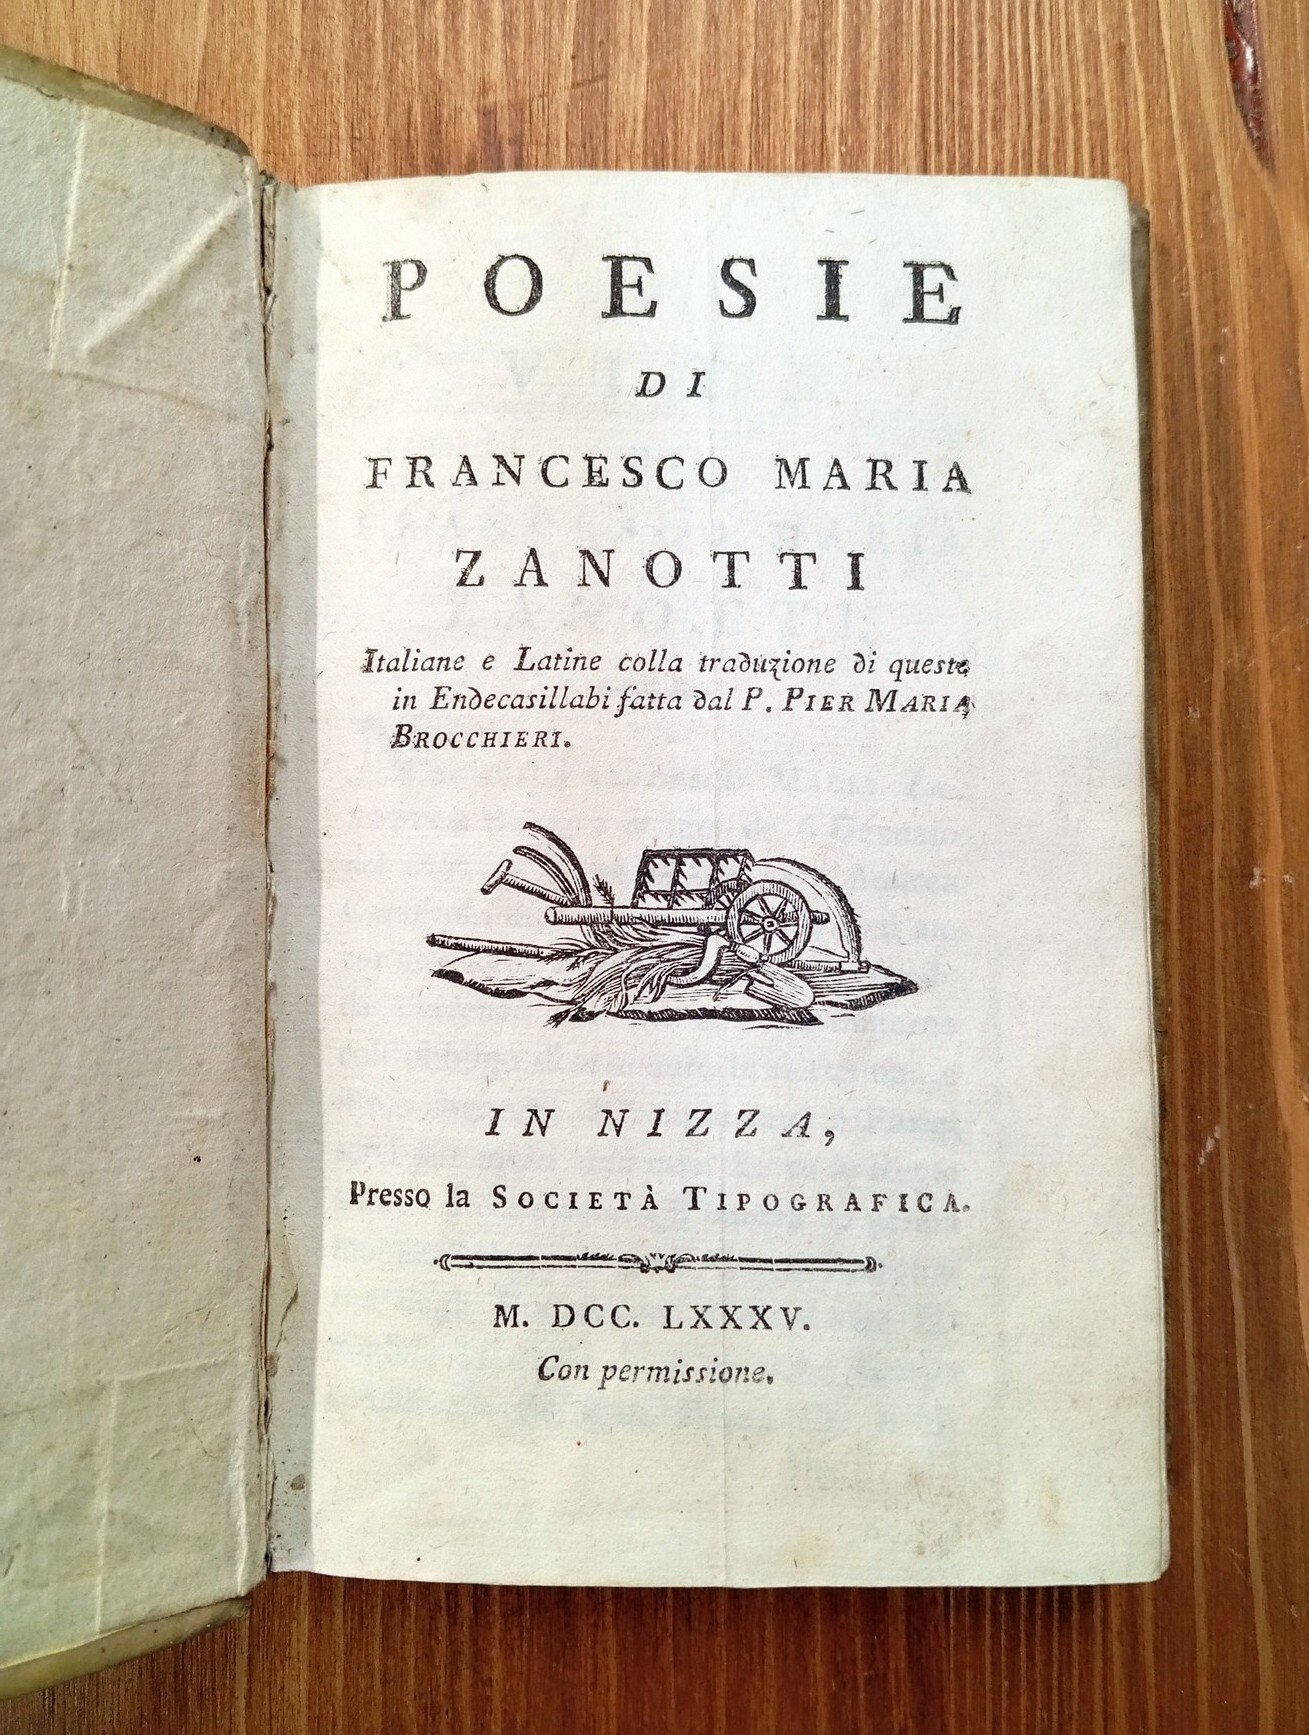 POESIE
DI
FRANCESCO MARIA
ZANOTTI
Italiane e Latine colla traduzione di queste
in Endecasillabi fatta dal P. PIER MARIA
BROCCHIERI.
IN NIZZA,
Presso la SOCIETÀ TIPOGRAFICA.
M. DCC. LXXXV.
Con permissione.